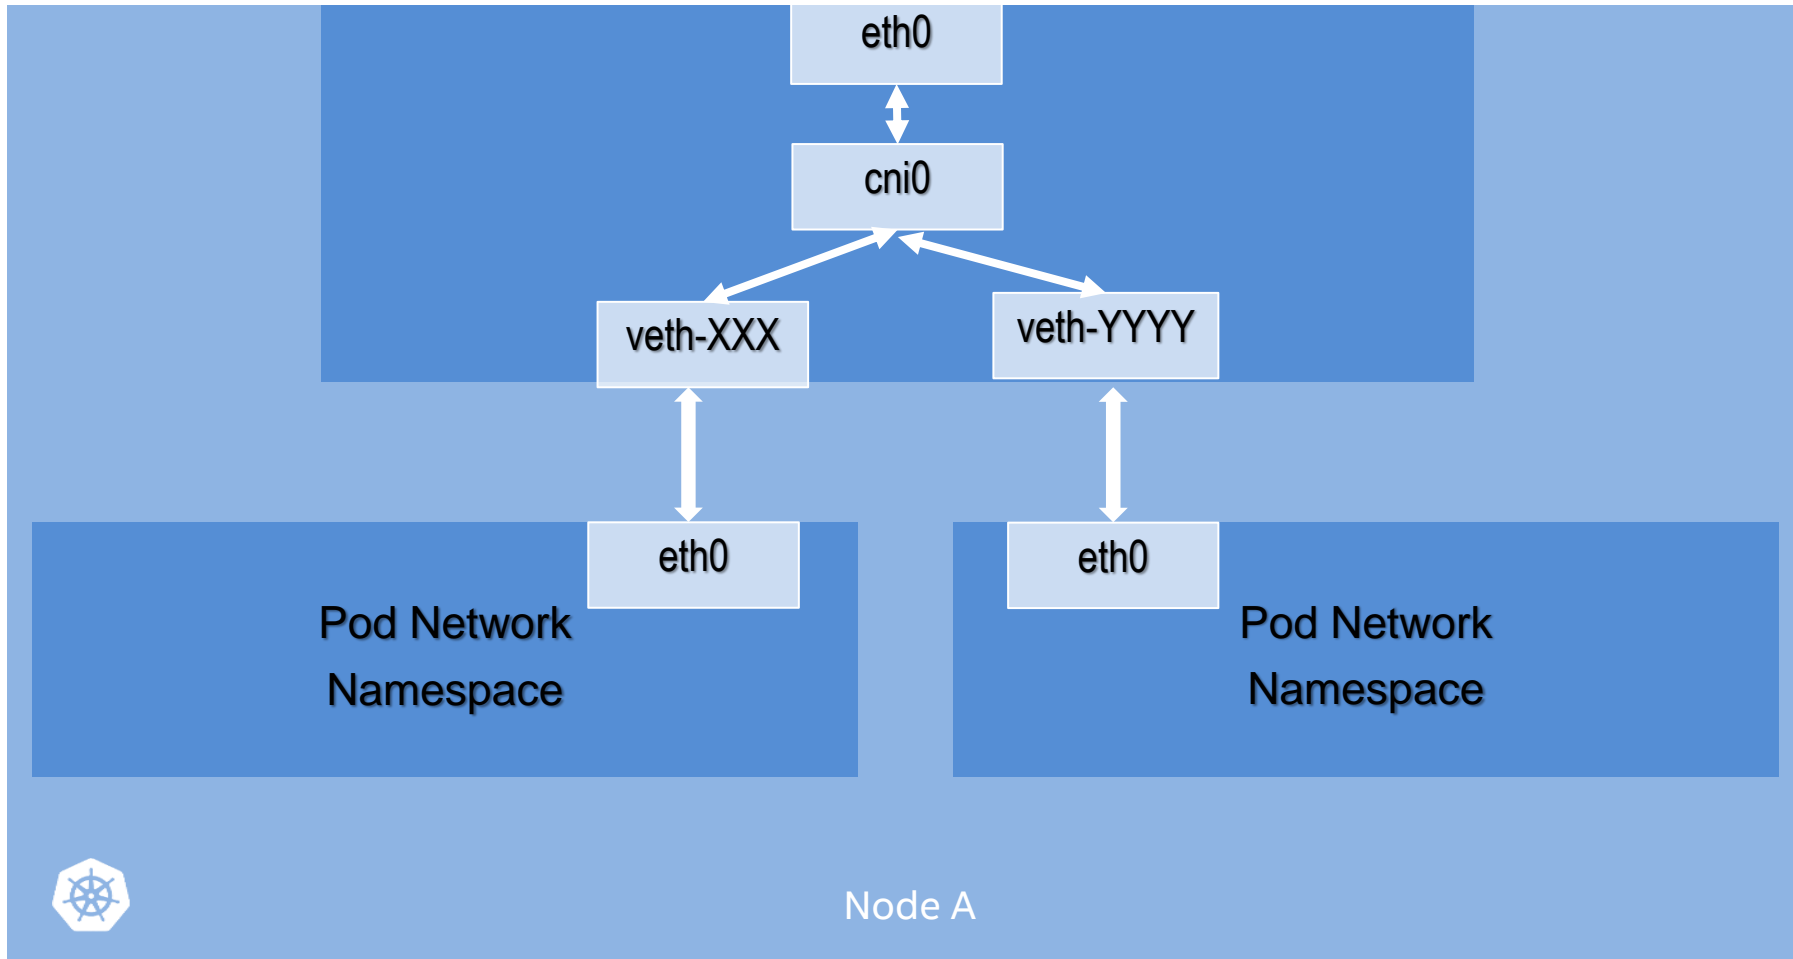 eth0
cni0
veth-XXX
veth-YYYY
eth0
eth0
Pod Network
Namespace
Pod Network
Namespace
Node A